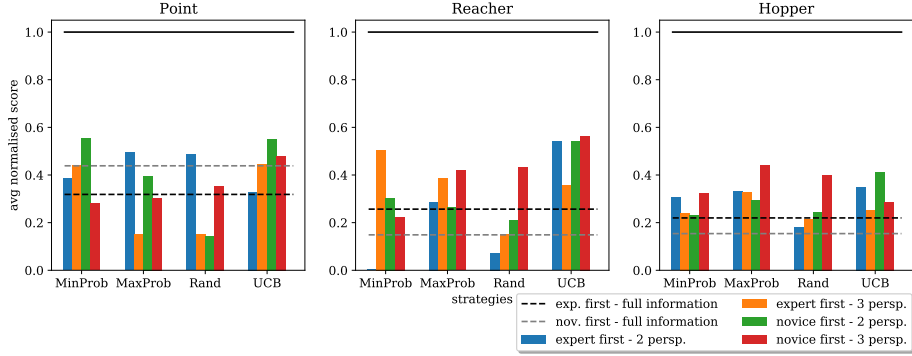 Point
Reacher
Hopper
avg normalised score
1.0
0.8
0.6
0.4
0.2
0.0
MinProb MaxProb Rand UCB
1.0
0.8
0.6
0.4
0.2
0.0
MinProb MaxProb Rand UCB
1.0
0.8
0.6
0.4
0.2
0.0
MinProb MaxProb Rand UCB
strategies
exp. first - full information
nov. first - full information
expert first - 2 persp.
expert first - 3 persp.
novice first - 2 persp.
novice first - 3 persp.